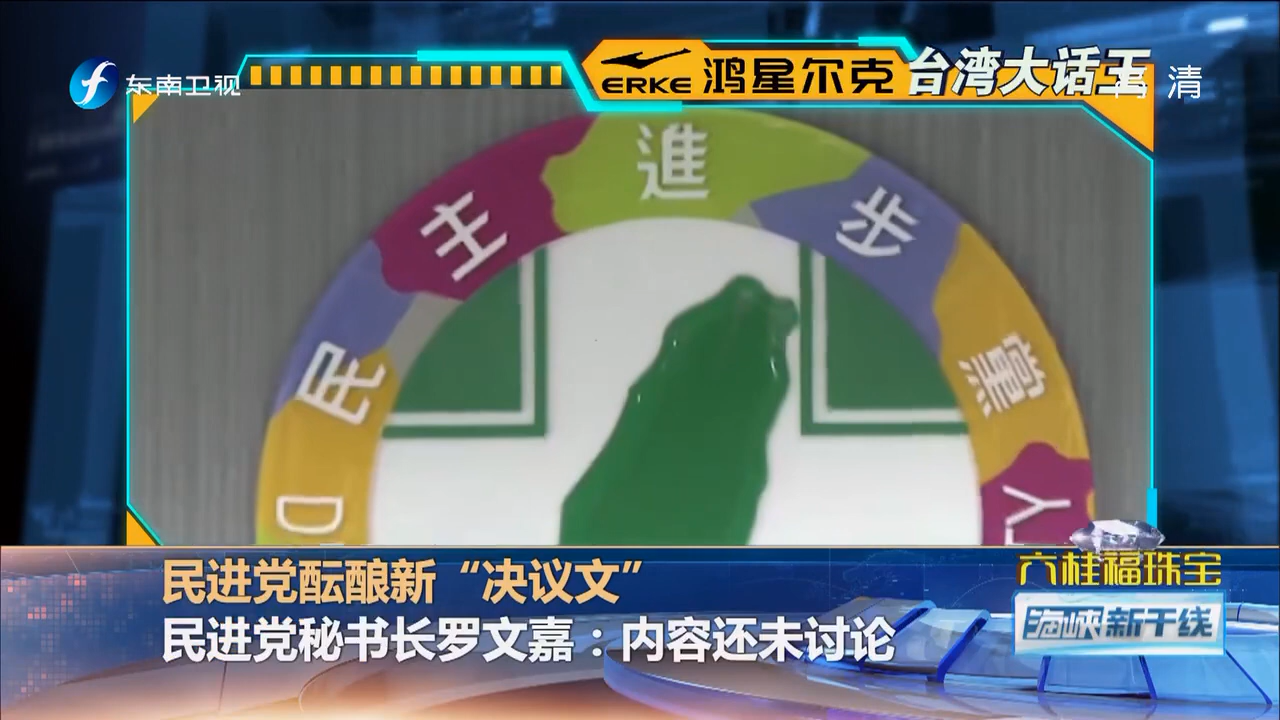 东南卫视
ERKE 鸿星尔克 台湾大话王
高清
民主進步黨
D
TY
民进党酝酿新“决议文”
民进党秘书长罗文嘉：内容还未讨论
六桂福珠宝
海峡新干线